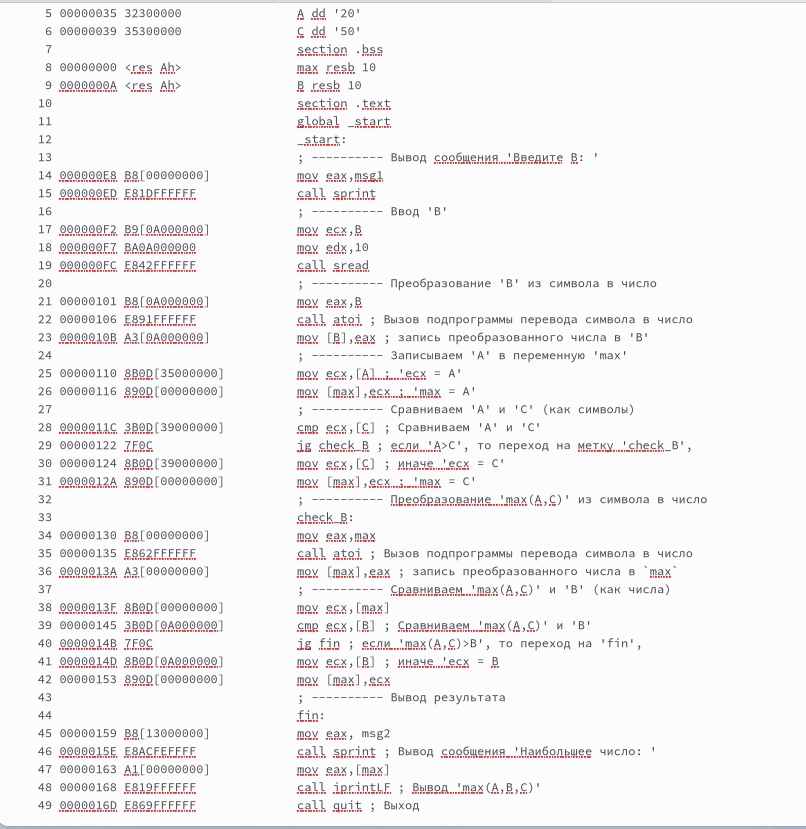 5 00000035 32300000 A dd '20'
6 00000039 35300000 C dd '50'
7 section .bss
8 00000000 <res Ah> max resb 10
9 0000000A <res Ah> B resb 10
10 section .text
11 global _start
12 _start:
13 ; ---------- Вывод сообщения 'Введите B: '
14 000000E8 B8[00000000] mov eax,msg1
15 000000ED E81DFFFFFF call sprint
16 ; ---------- Ввод 'B'
17 000000F2 B9[0A000000] mov ecx,B
18 000000F7 BA0A000000 mov edx,10
19 000000FC E842FFFFFF call sread
20 ; ---------- Преобразование 'B' из символа в число
21 00000101 B8[0A000000] mov eax,B
22 00000106 E891FFFFFF call atoi ; Вызов подпрограммы перевода символа в число
23 0000010B A3[0A000000] mov [B],eax ; запись преобразованного числа в 'B'
24 ; ---------- Записываем 'A' в переменную 'max'
25 00000110 8B0D[35000000] mov ecx,[A] ; 'ecx = A'
26 00000116 890D[00000000] mov [max],ecx ; 'max = A'
27 ; ---------- Сравниваем 'A' и 'C' (как символы)
28 0000011C 3B0D[39000000] cmp ecx,[C] ; Сравниваем 'A' и 'C'
29 00000122 7F0C jg check_B ; если 'A>C', то переход на метку 'check_B',
30 00000124 8B0D[39000000] mov ecx,[C] ; иначе 'ecx = C'
31 0000012A 890D[00000000] mov [max],ecx ; 'max = C'
32 ; ---------- Преобразование 'max(A,C)' из символа в число
33 check_B:
34 00000130 B8[00000000] mov eax,max
35 00000135 E862FFFFFF call atoi ; Вызов подпрограммы перевода символа в число
36 0000013A A3[00000000] mov [max],eax ; запись преобразованного числа в `max`
37 ; ---------- Сравниваем 'max(A,C)' и 'B' (как числа)
38 0000013F 8B0D[00000000] mov ecx,[max]
39 00000145 3B0D[0A000000] cmp ecx,[B] ; Сравниваем 'max(A,C)' и 'B'
40 0000014B 7F0C jg fin ; если 'max(A,C)>B', то переход на 'fin',
41 0000014D 8B0D[0A000000] mov ecx,[B] ; иначе 'ecx = B
42 00000153 890D[00000000] mov [max],ecx
43 ; ---------- Вывод результата
44 fin:
45 00000159 B8[13000000] mov eax, msg2
46 0000015E E8ACFEFFFF call sprint ; Вывод сообщения 'Наибольшее число: '
47 00000163 A1[00000000] mov eax,[max]
48 00000168 E819FFFFFF call iprintLF ; Вывод 'max(A,B,C)'
49 0000016D E869FFFFFF call quit ; Выход